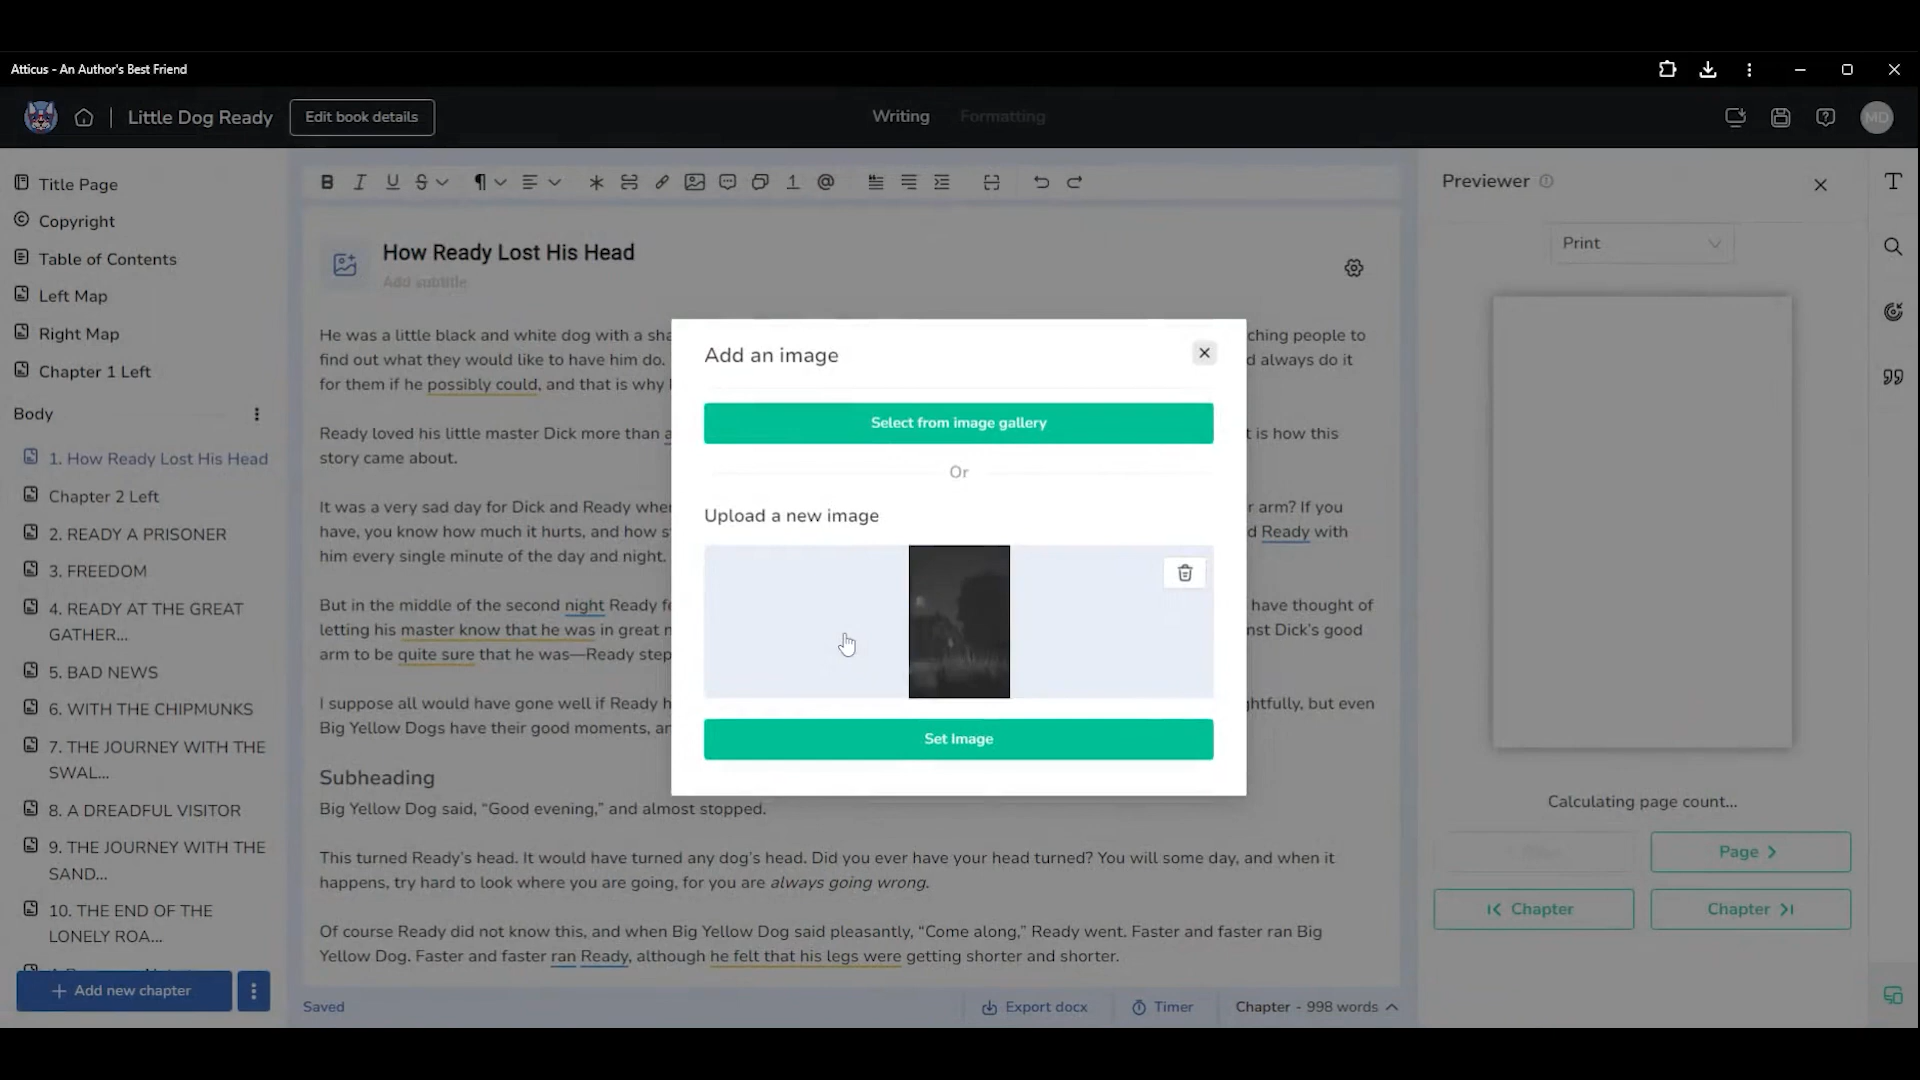 Atticus - An Author's Best Friend
Little Dog Ready
Edit book details
Writing
Formatting
MD
Title Page
Copyright
Table of Contents
Left Map
Right Map
Chapter 1 Left
Body
1. How Ready Lost His Head
Chapter 2 Left
2. READY A PRISONER
3. FREEDOM
4. READY AT THE GREAT
GATHER...
5. BAD NEWS
6. WITH THE CHIPMUNKS
7. THE JOURNEY WITH THE
SWAL...
8. A DREADFUL VISITOR
9. THE JOURNEY WITH THE
SAND...
10. THE END OF THE
LONELY ROA...
Add new chapter
How Ready Lost His Head
Add subtitle
He was a little black and white dog with a sha
ching people to
find out what they would like to have him do.
d always do it
for them if he possibly could, and that is why
Ready loved his little master Dick more than a
t is how this
story came about.
It was a very sad day for Dick and Ready when
r arm? If you
have, you know how much it hurts, and how s
d Ready with
him every single minute of the day and night.
But in the middle of the second night Ready fe
have thought of
letting his master know that he was in great n
nst Dick's good
arm to be quite sure that he was—Ready step
I suppose all would have gone well if Ready h
ghtfully, but even
Big Yellow Dogs have their good moments, an
Subheading
Big Yellow Dog said, “Good evening,” and almost stopped.
This turned Ready's head. It would have turned any dog's head. Did you ever have your head turned? You will some day, and when it
happens, try hard to look where you are going, for you are always going wrong.
Of course Ready did not know this, and when Big Yellow Dog said pleasantly, “Come along,” Ready went. Faster and faster ran Big
Yellow Dog. Faster and faster ran Ready, although he felt that his legs were getting shorter and shorter.
Saved
Export docx
Timer
Chapter - 998 words
Add an image
Select from image gallery
Or
Upload a new image
Set Image
Previewer
Print
Calculating page count...
Page
Chapter
Chapter